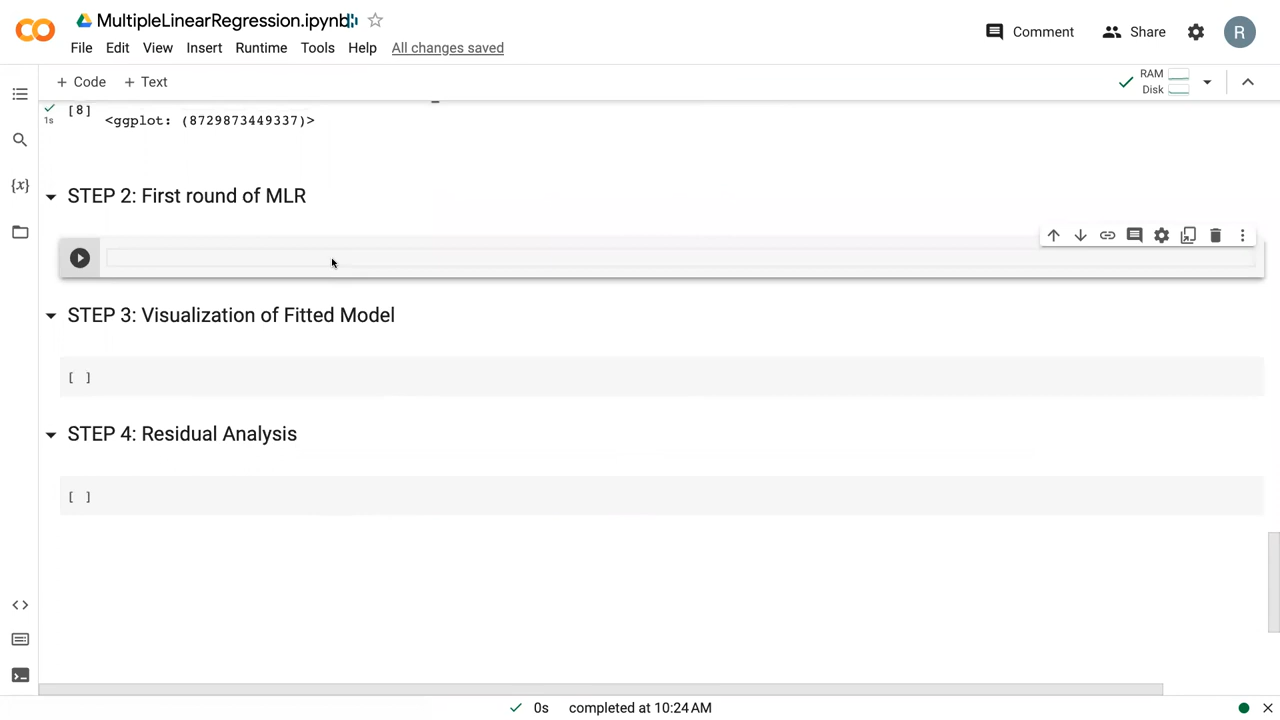 MultipleLinearRegression.ipynb
Comment
Share
R
File Edit View Insert Runtime Tools Help All changes saved
+ Code + Text
RAM
Disk
[8]
1s
<ggplot: (8729873449337)>
{x}
STEP 2: First round of MLR
STEP 3: Visualization of Fitted Model
[ ]
STEP 4: Residual Analysis
[ ]
0s completed at 10:24 AM